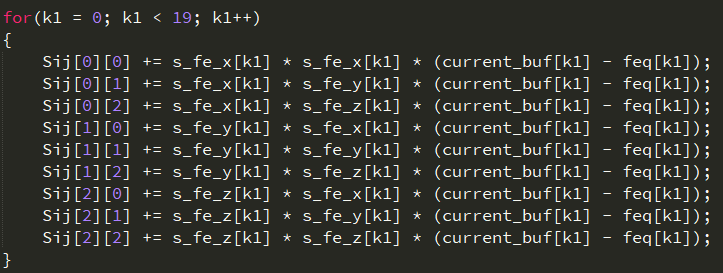 for(k1 = 0; k1 < 19; k1++)
{
    Sij[0][0] += s_fe_x[k1] * s_fe_x[k1] * (current_buf[k1] - feq[k1]);
    Sij[0][1] += s_fe_x[k1] * s_fe_y[k1] * (current_buf[k1] - feq[k1]);
    Sij[0][2] += s_fe_x[k1] * s_fe_z[k1] * (current_buf[k1] - feq[k1]);
    Sij[1][0] += s_fe_y[k1] * s_fe_x[k1] * (current_buf[k1] - feq[k1]);
    Sij[1][1] += s_fe_y[k1] * s_fe_y[k1] * (current_buf[k1] - feq[k1]);
    Sij[1][2] += s_fe_y[k1] * s_fe_z[k1] * (current_buf[k1] - feq[k1]);
    Sij[2][0] += s_fe_z[k1] * s_fe_x[k1] * (current_buf[k1] - feq[k1]);
    Sij[2][1] += s_fe_z[k1] * s_fe_y[k1] * (current_buf[k1] - feq[k1]);
    Sij[2][2] += s_fe_z[k1] * s_fe_z[k1] * (current_buf[k1] - feq[k1]);
}